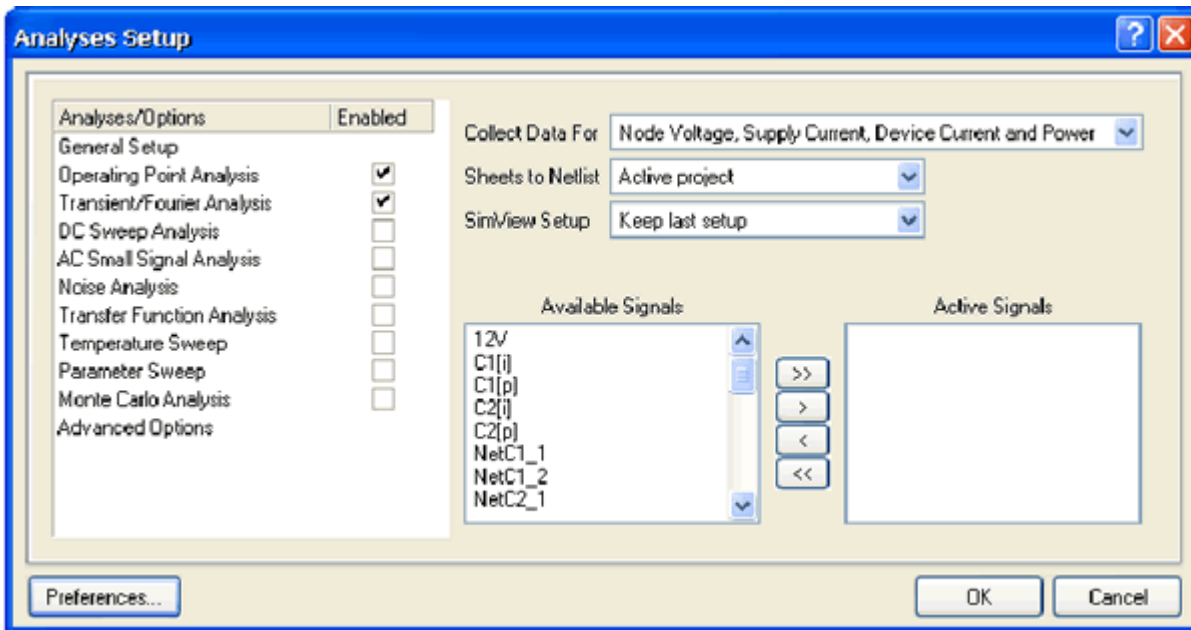 Analyses Setup
Analyses/Options Enabled
General Setup
Operating Point Analysis
Transient/Fourier Analysis
DC Sweep Analysis
AC Small Signal Analysis
Noise Analysis
Transfer Function Analysis
Temperature Sweep
Parameter Sweep
Monte Carlo Analysis
Advanced Options
Collect Data For Node Voltage, Supply Current, Device Current and Power
Sheets to Netlist Active project
SimView Setup Keep last setup
Available Signals
12V
C1[i]
C1[p]
C2[i]
C2[p]
NetC1_1
NetC1_2
NetC2_1
>>
>
<
<<
Active Signals
Preferences...
OK
Cancel